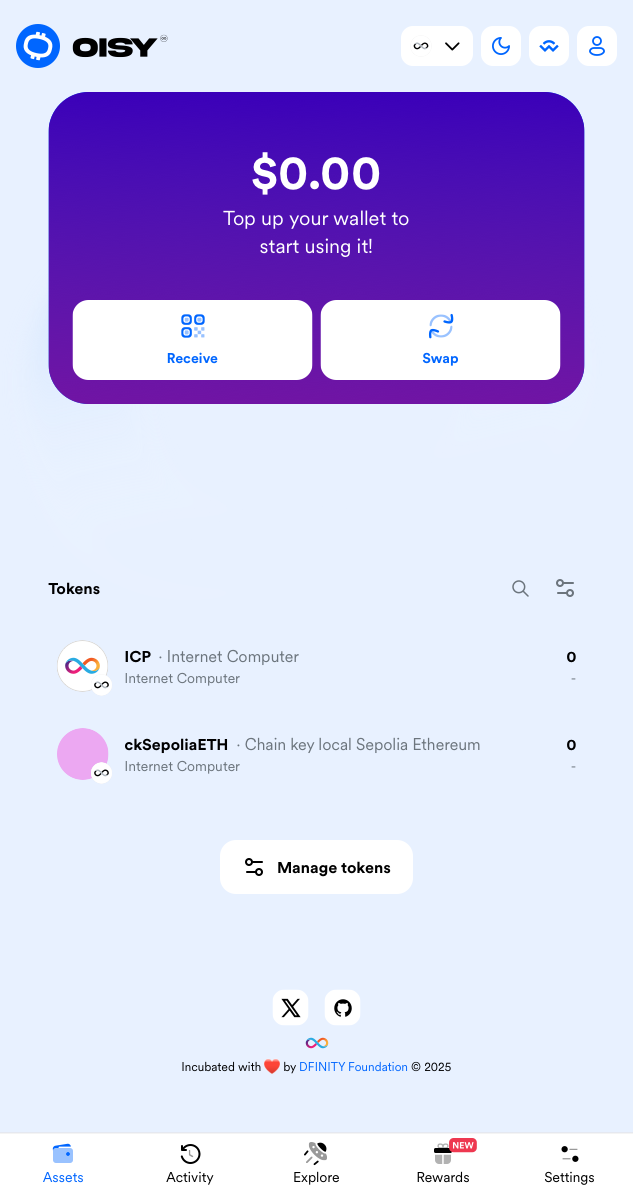 OISY
$0.00
Top up your wallet to
start using it!
Receive
Swap
Tokens
ICP · Internet Computer
0
Internet Computer
-
ckSepoliaETH · Chain key local Sepolia Ethereum
0
Internet Computer
-
Manage tokens
Incubated with ❤️ by DFINITY Foundation © 2025
NEW
Assets
Activity
Explore
Rewards
Settings